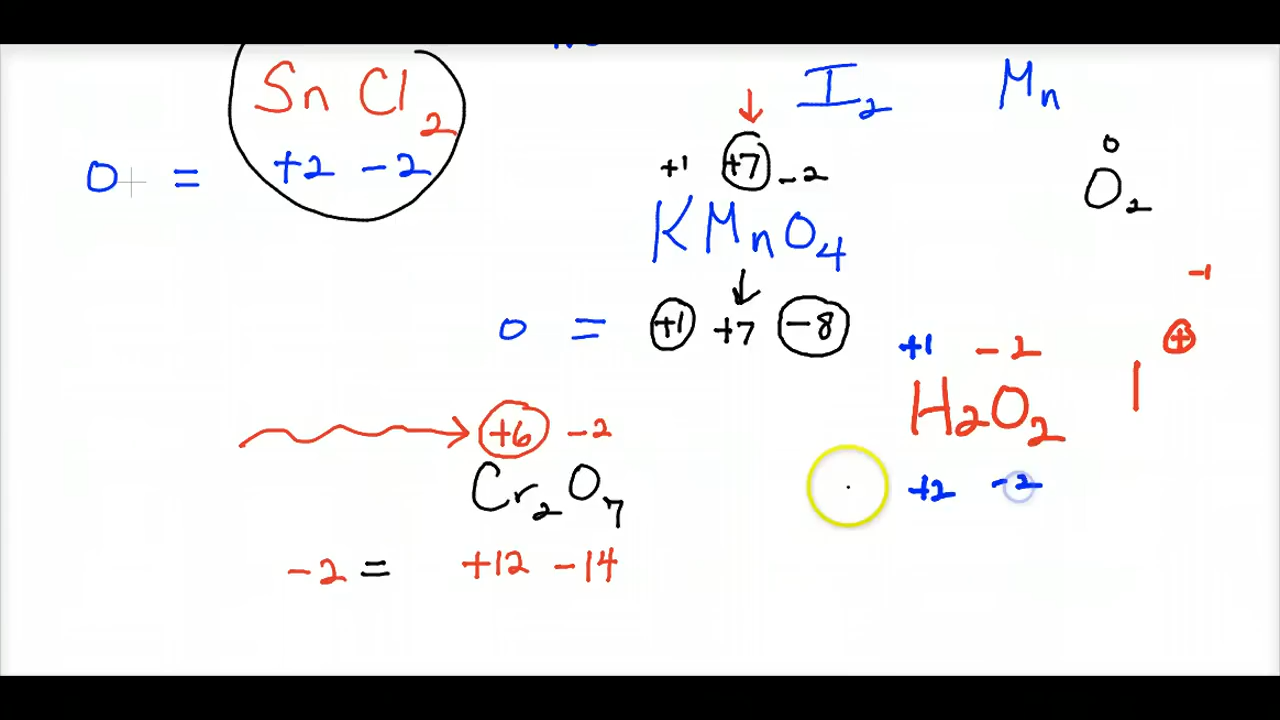 Sn Cl2
0 = +2 -2
I2 Mn
+1 +7 -2
KMnO4
0 = +1 +7 -8
0
O2
-1
+
+1 -2
H2O2
+2 -2
+6 -2
Cr2O7
-2 = +12 -14